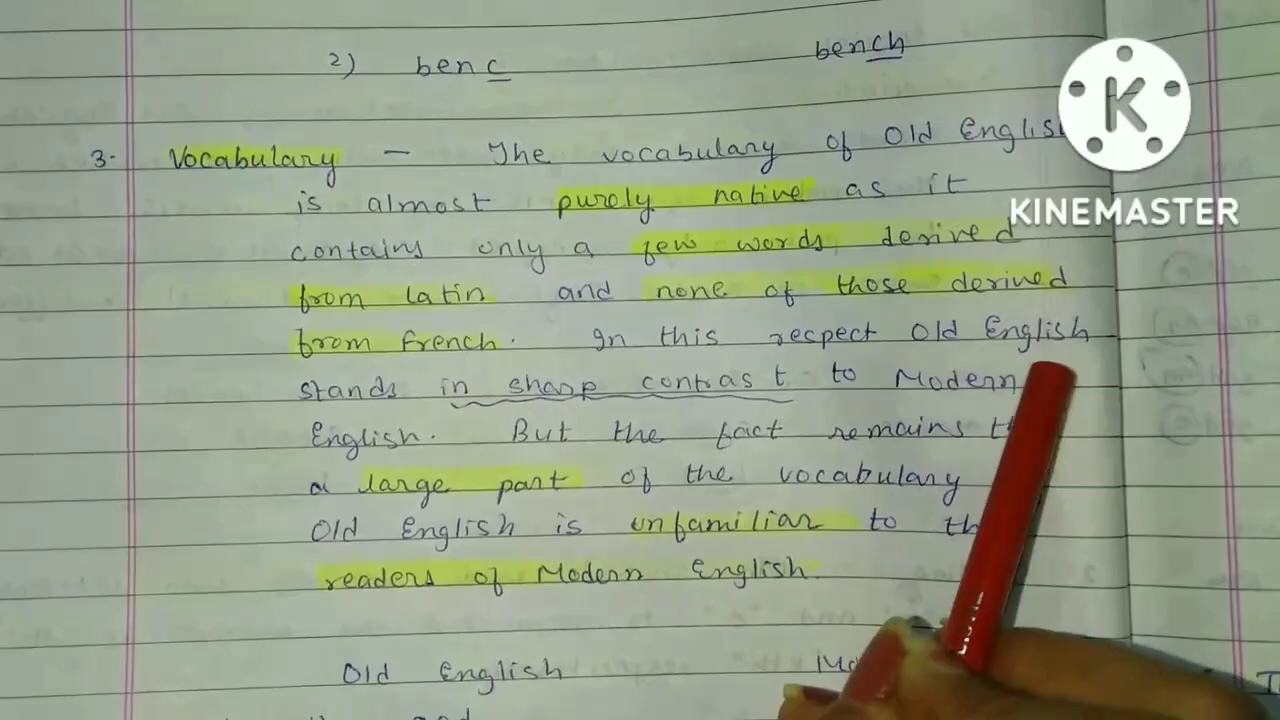 2) benc bench
3. Vocabulary - The vocabulary of Old English
is almost purely native as it
contains only a few words derived
from latin and none of those derived
from French. In this respect Old English
stands in sharp contrast to Modern
English. But the fact remains
a large part of the vocabulary
Old English is unfamiliar to
readers of Modern English.
Old English
KINEMASTER